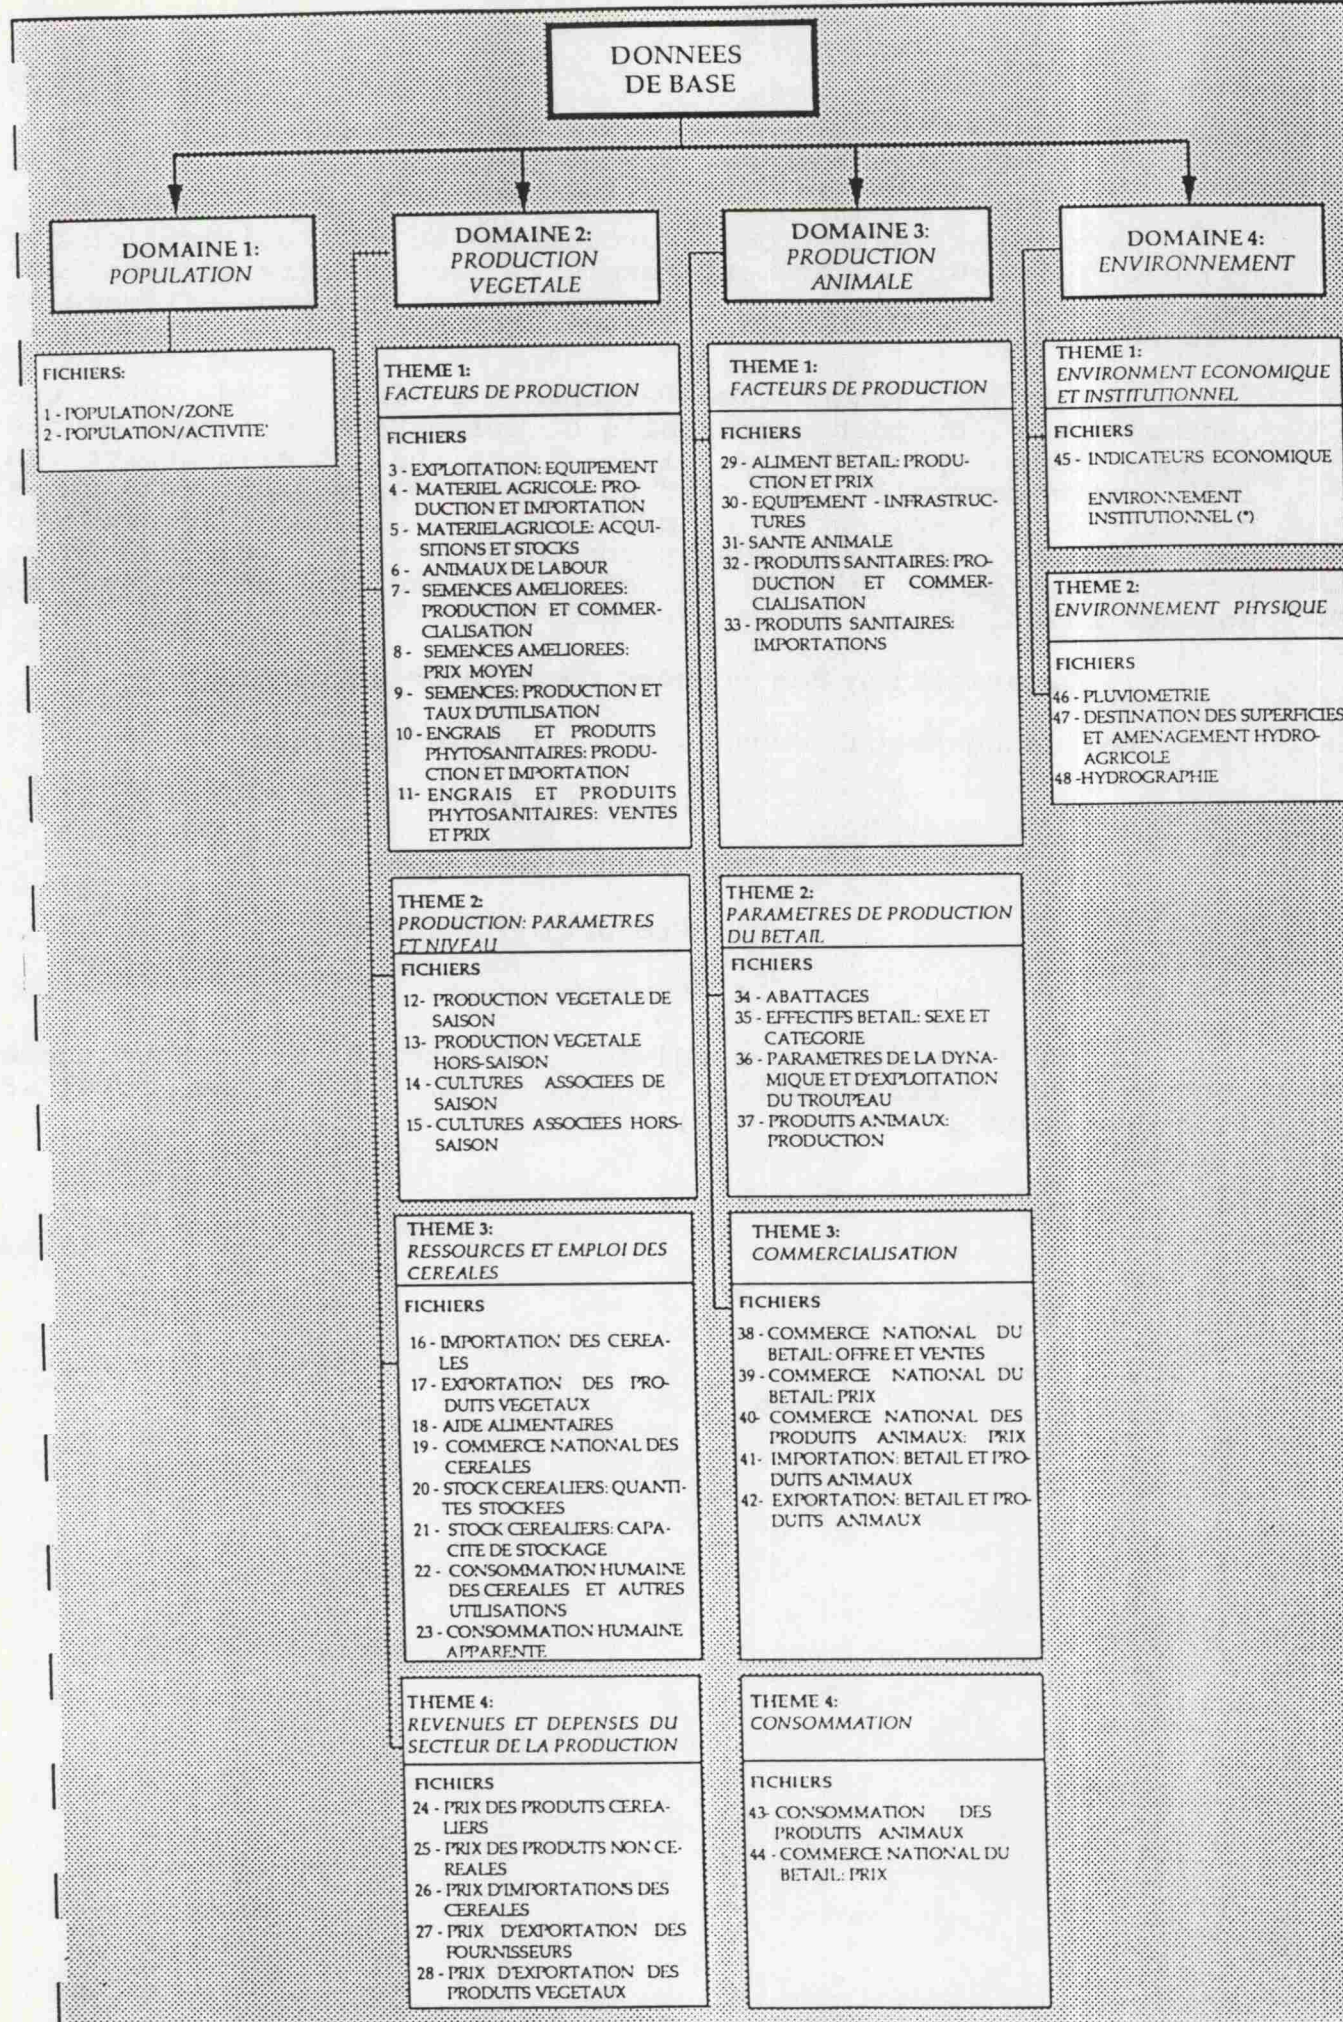 DONNEES
DE BASE
DOMAINE 1:
POPULATION
FICHIERS:
1 - POPULATION/ZONE
2 - POPULATION/ACTIVITE'
DOMAINE 2:
PRODUCTION
VEGETALE
THEME 1:
FACTEURS DE PRODUCTION
FICHIERS
3 - EXPLOITATION: EQUIPEMENT
4 - MATERIEL AGRICOLE: PRO-
DUCTION ET IMPORTATION
5 - MATERIELAGRICOLE: ACQUI-
SITIONS ET STOCKS
6 - ANIMAUX DE LABOUR
7 - SEMENCES AMELIOREES:
PRODUCTION ET COMMER-
CIALISATION
8 - SEMENCES AMELIOREES:
PRIX MOYEN
9 - SEMENCES: PRODUCTION ET
TAUX D'UTILISATION
10 - ENGRAIS ET PRODUITS
PHYTOSANITAIRES: PRODU-
CTION ET IMPORTATION
11- ENGRAIS ET PRODUITS
PHYTOSANITAIRES: VENTES
ET PRIX
THEME 2:
PRODUCTION: PARAMETRES
ET NIVEAU
FICHIERS
12- PRODUCTION VEGETALE DE
SAISON
13- PRODUCTION VEGETALE
HORS-SAISON
14 - CULTURES ASSOCIEES DE
SAISON
15 - CULTURES ASSOCIEES HORS-
SAISON
THEME 3:
RESSOURCES ET EMPLOI DES
CEREALES
FICHIERS
16 - IMPORTATION DES CEREA-
LES
17 - EXPORTATION DES PRO-
DUITS VEGETAUX
18 - AIDE ALIMENTAIRES
19 - COMMERCE NATIONAL DES
CEREALES
20 - STOCK CEREALIERS: QUANTI-
TES STOCKEES
21 - STOCK CEREALIERS: CAPA-
CITE DE STOCKAGE
22 - CONSOMMATION HUMAINE
DES CEREALES ET AUTRES
UTILISATIONS
23 - CONSOMMATION HUMAINE
APPARENTE
THEME 4:
REVENUES ET DEPENSES DU
SECTEUR DE LA PRODUCTION
FICHIERS
24 - PRIX DES PRODUITS CEREA-
LIERS
25 - PRIX DES PRODUITS NON CE-
REALES
26 - PRIX D'IMPORTATIONS DES
CEREALES
27 - PRIX D'EXPORTATION DES
FOURNISSEURS
28 - PRIX D'EXPORTATION DES
PRODUITS VEGETAUX
DOMAINE 3:
PRODUCTION
ANIMALE
THEME 1:
FACTEURS DE PRODUCTION
FICHIERS
29 - ALIMENT BETAIL: PRODU-
CTION ET PRIX
30 - EQUIPEMENT - INFRASTRUC-
TURES
31- SANTE ANIMALE
32 - PRODUITS SANITAIRES: PRO-
DUCTION ET COMMER-
CIALISATION
33 - PRODUITS SANITAIRES:
IMPORTATIONS
THEME 2:
PARAMETRES DE PRODUCTION
DU BETAIL
FICHIERS
34 - ABATTAGES
35 - EFFECTIFS BETAIL: SEXE ET
CATEGORIE
36 - PARAMETRES DE LA DYNA-
MIQUE ET D'EXPLOITATION
DU TROUPEAU
37 - PRODUITS ANIMAUX:
PRODUCTION
THEME 3:
COMMERCIALISATION
FICHIERS
38 - COMMERCE NATIONAL DU
BETAIL: OFFRE ET VENTES
39 - COMMERCE NATIONAL DU
BETAIL: PRIX
40- COMMERCE NATIONAL DES
PRODUITS ANIMAUX: PRIX
41- IMPORTATION: BETAIL ET PRO-
DUITS ANIMAUX
42- EXPORTATION: BETAIL ET PRO-
DUITS ANIMAUX
THEME 4:
CONSOMMATION
FICHIERS
43- CONSOMMATION DES
PRODUITS ANIMAUX
44 - COMMERCE NATIONAL DU
BETAIL: PRIX
DOMAINE 4:
ENVIRONNEMENT
THEME 1:
ENVIRONMENT ECONOMIQUE
ET INSTITUTIONNEL
FICHIERS
45 - INDICATEURS ECONOMIQUE
ENVIRONNEMENT
INSTITUTIONNEL (*)
THEME 2:
ENVIRONNEMENT PHYSIQUE
FICHIERS
46 - PLUVIOMETRIE
47 - DESTINATION DES SUPERFICIES
ET AMENAGEMENT HYDRO-
AGRICOLE
48 -HYDROGRAPHIE